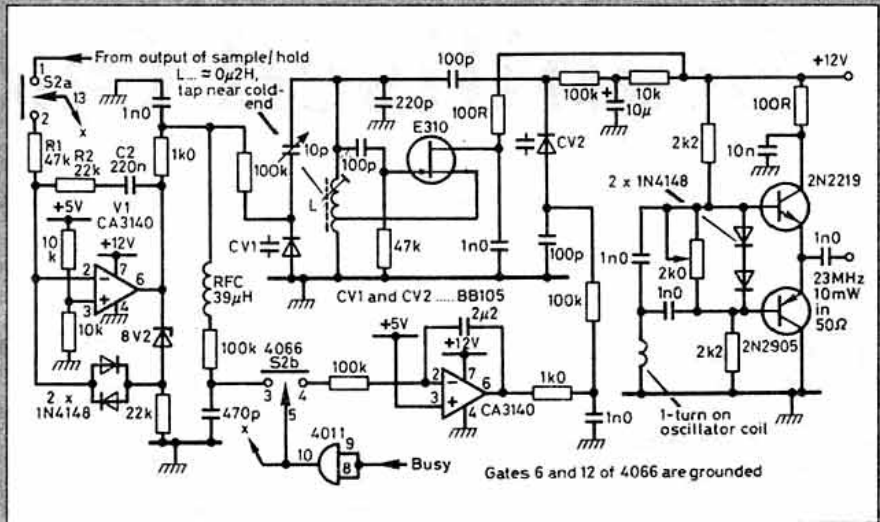 From output of sample/hold
L... ≈ 0µ2H,
tap near cold-
end
S2a
1
13
2
x
1n0
R1
47k
R2
22k
C2
220n
1k0
+5V
V1
CA3140
10
k
+12V
2
7
6
3
4
10k
8V2
2 x
1N4148
22k
100k
RFC
39µH
100k
470p
x
CV1
10p
L
100p
220p
100p
47k
E310
100R
1n0
CV1 and CV2 ..... BB105
4066
S2b
3
4
5
100k
4011
10
9
8
Busy
+5V
2µ2
+12V
2
7
6
3
4
CA3140
1k0
1n0
100k
100p
CV2
100k
+
10µ
10k
+12V
2k2
100R
10n
2N2219
2 x 1N4148
1n0
2k0
1n0
2k2
2N2905
1n0
23MHz
10mW
in
50Ω
1-turn on
oscillator coil
Gates 6 and 12 of 4066 are grounded